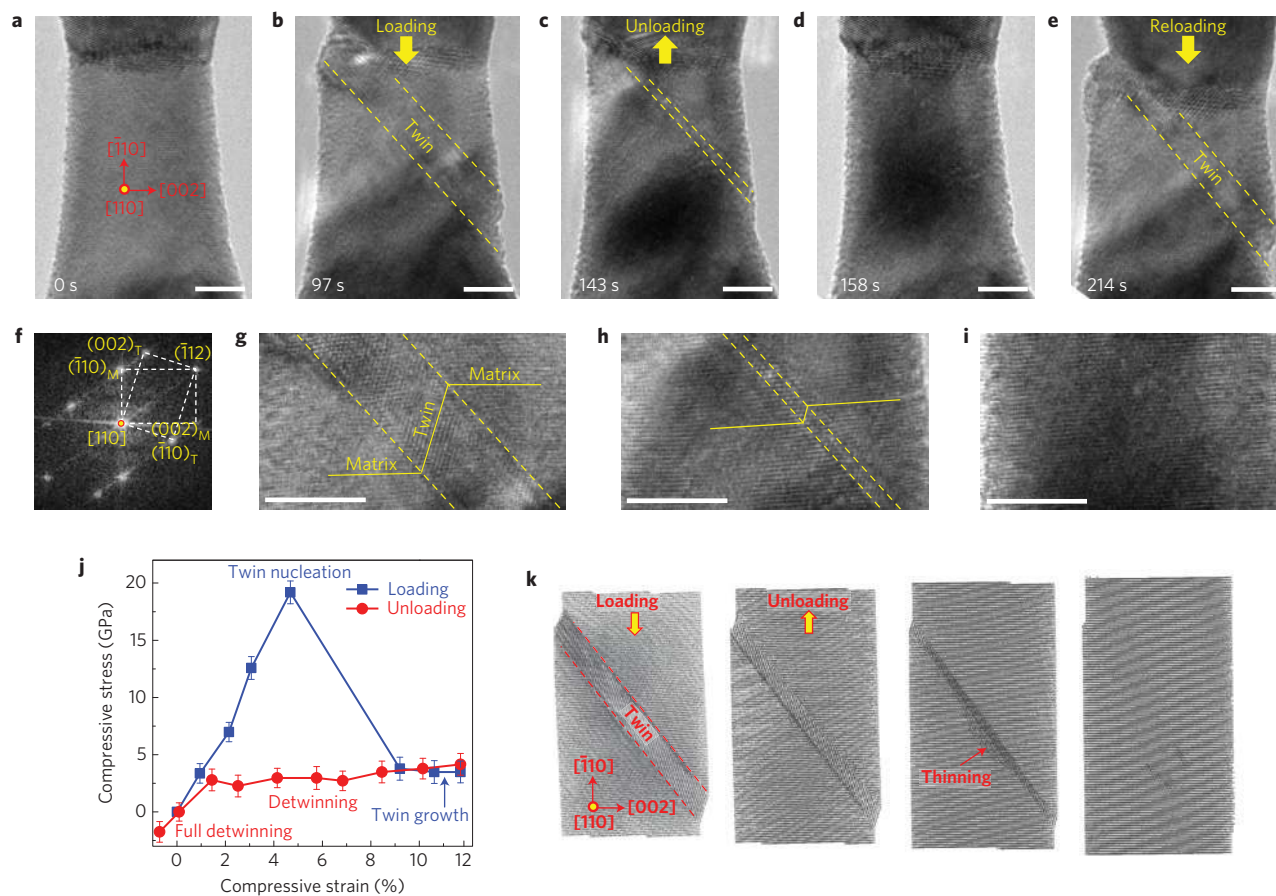 a
b
Loading
c
Unloading
d
e
Reloading
[1̄10]
[002]
[110]
Twin
Twin
0 s
97 s
143 s
158 s
214 s
f
(002)T
(1̄10)M
(1̄12)
[110]
(002)M
(1̄10)T
g
Matrix
Twin
Matrix
h
i
j
Twin nucleation
Loading
Unloading
Compressive stress (GPa)
20
15
10
5
0
Detwinning
Twin growth
Full detwinning
0 2 4 6 8 10 12
Compressive strain (%)
k
Loading
Unloading
Twin
Thinning
[1̄10]
[002]
[110]